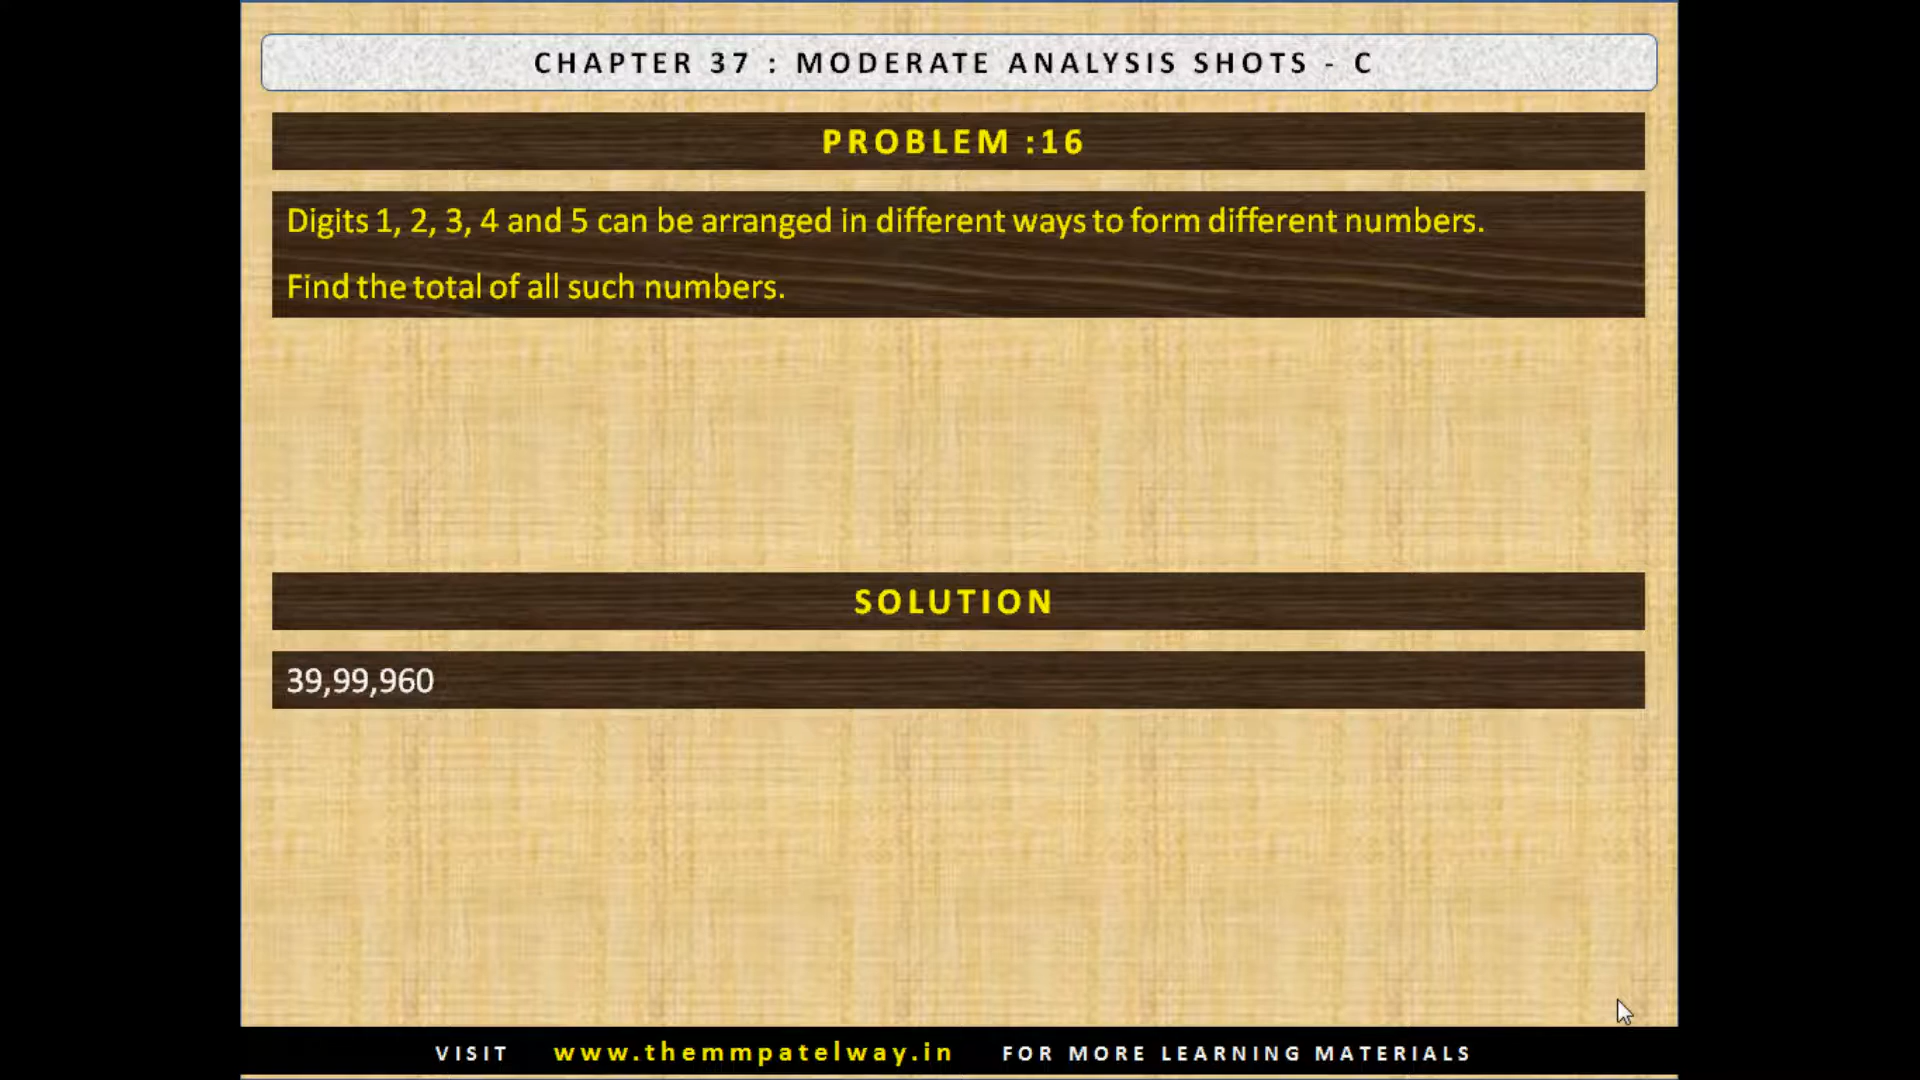 CHAPTER 37 : MODERATE ANALYSIS SHOTS - C
PROBLEM :16
Digits 1, 2, 3, 4 and 5 can be arranged in different ways to form different numbers.
Find the total of all such numbers.
SOLUTION
39,99,960
VISIT www.themmpatelway.in FOR MORE LEARNING MATERIALS